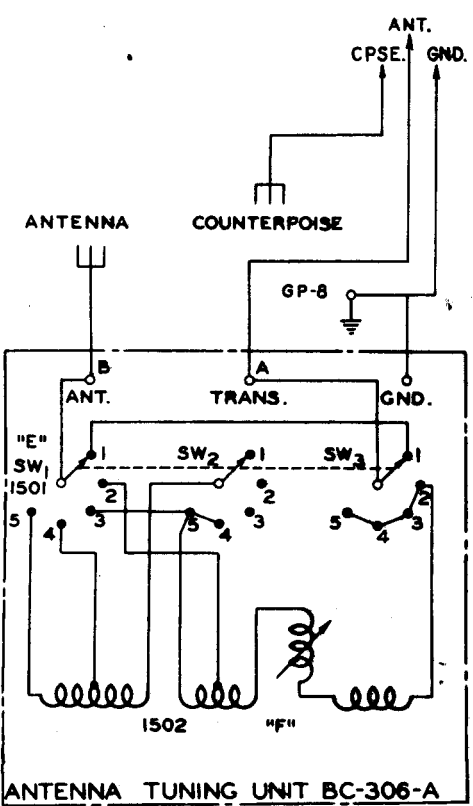 ANT.
CPSE. GND.
ANTENNA COUNTERPOISE
GP-8
B A
ANT. TRANS. GND.
"E"
SW1 1 SW2 1 SW3 1
1501
2 2 2
5 4 3 5 4 3 5 4 3
1502 "F"
ANTENNA TUNING UNIT BC-306-A